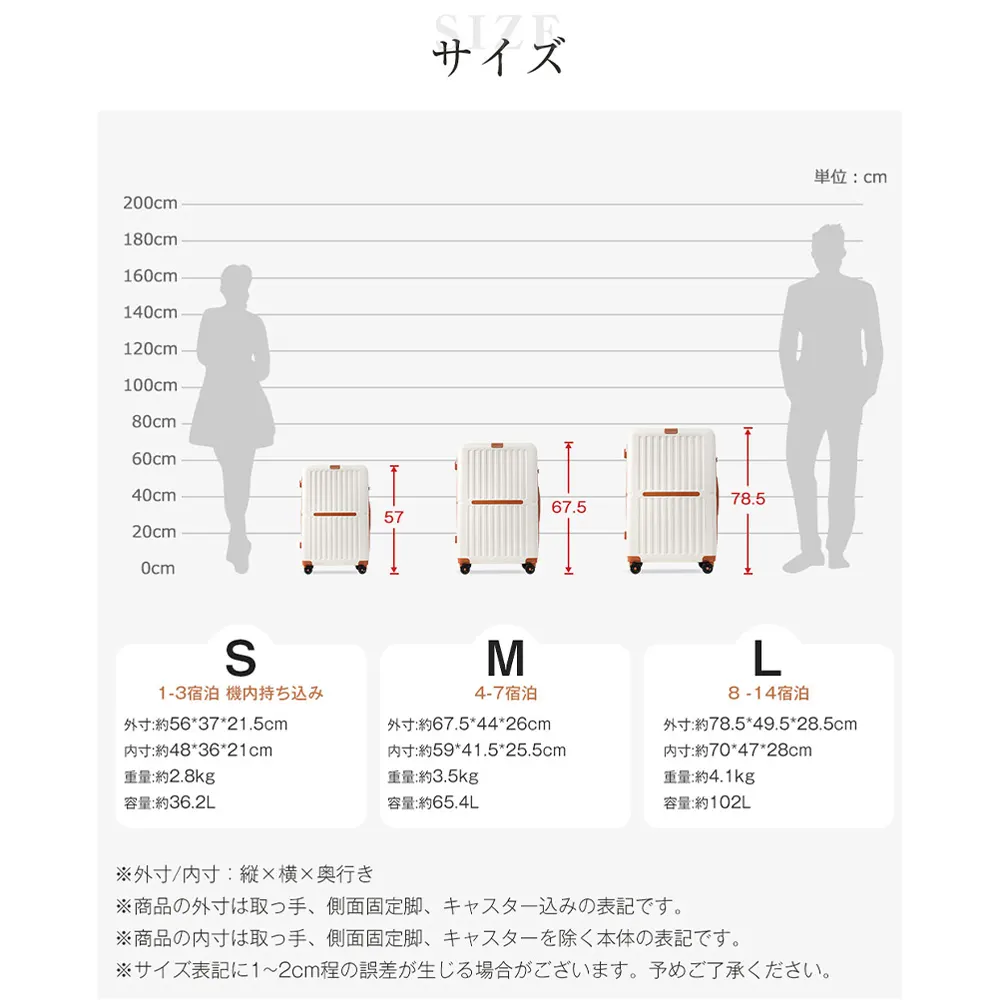 SIZE
サイズ
単位：cm
200cm
180cm
160cm
140cm
120cm
100cm
80cm
60cm
40cm
20cm
0cm
57
67.5
78.5
S
1-3宿泊 機内持ち込み
外寸:約56*37*21.5cm
内寸:約48*36*21cm
重量:約2.8kg
容量:約36.2L
M
4-7宿泊
外寸:約67.5*44*26cm
内寸:約59*41.5*25.5cm
重量:約3.5kg
容量:約65.4L
L
8 -14宿泊
外寸:約78.5*49.5*28.5cm
内寸:約70*47*28cm
重量:約4.1kg
容量:約102L
※外寸/内寸：縦×横×奥行き
※商品の外寸は取っ手、側面固定脚、キャスター込みの表記です。
※商品の内寸は取っ手、側面固定脚、キャスターを除く本体の表記です。
※サイズ表記に1~2cm程の誤差が生じる場合がございます。予めご了承ください。